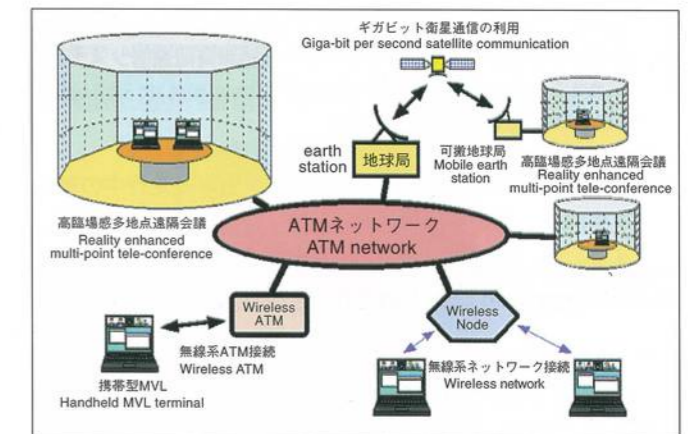 ギガビット衛星通信の利用
Giga-bit per second satellite communication
earth
station
地球局
可搬地球局
Mobile earth
station
高臨場感多地点遠隔会議
Reality enhanced
multi-point tele-conference
高臨場感多地点遠隔会議
Reality enhanced
multi-point tele-conference
ATMネットワーク
ATM network
Wireless
ATM
Wireless
Node
無線系ATM接続
Wireless ATM
無線系ネットワーク接続
Wireless network
携帯型MVL
Handheld MVL terminal